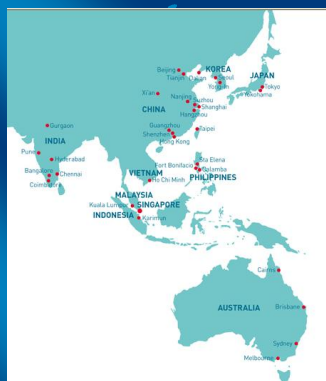 KOREA
Beijing
Tianjin
Dalian
Seoul
JAPAN
Yongin
Tokyo
Yokohama
Xi'an
Nanjing
Suzhou
Shanghai
CHINA
Hangzhou
Guangzhou
Shenzhen
Hong Kong
Taipei
Gurgaon
INDIA
Pune
Hyderabad
Bangalore
Chennai
Coimbatore
VIETNAM
Ho Chi Minh
Sta Elena
Fort Bonifacio
Calamba
PHILIPPINES
MALAYSIA
Kuala Lumpur
SINGAPORE
INDONESIA
Karimun
Cairns
AUSTRALIA
Brisbane
Sydney
Melbourne